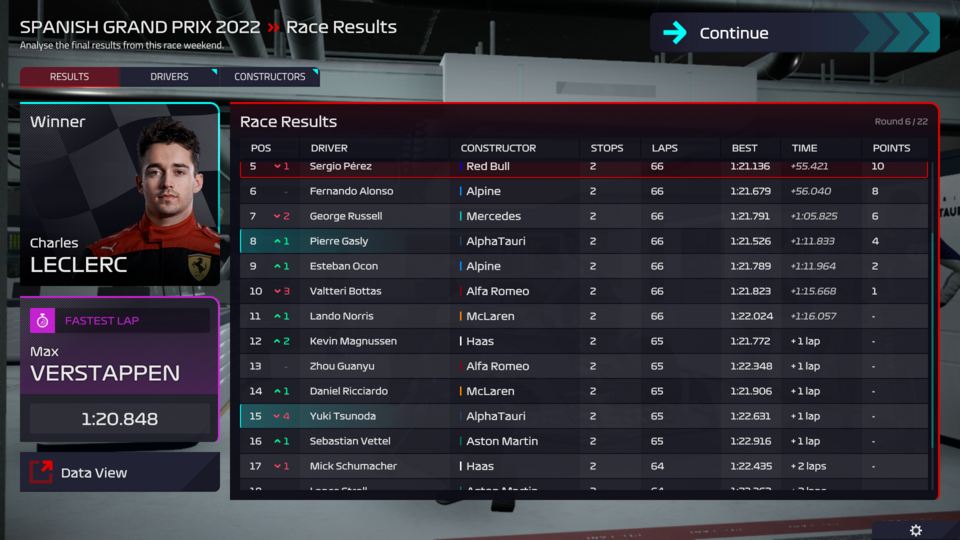 SPANISH GRAND PRIX 2022 » Race Results
Analyse the final results from this race weekend.
Continue
RESULTS DRIVERS CONSTRUCTORS
Winner
Charles
LECLERC
FASTEST LAP
Max
VERSTAPPEN
1:20.848
Data View
Race Results Round 6 / 22
POS DRIVER CONSTRUCTOR STOPS LAPS BEST TIME POINTS
5 1 Sergio Pérez Red Bull 2 66 1:21.136 +55.421 10
6 - Fernando Alonso Alpine 2 66 1:21.679 +56.040 8
7 2 George Russell Mercedes 2 66 1:21.791 +1:05.825 6
8 1 Pierre Gasly AlphaTauri 2 66 1:21.526 +1:11.833 4
9 1 Esteban Ocon Alpine 2 66 1:21.789 +1:11.964 2
10 3 Valtteri Bottas Alfa Romeo 2 66 1:21.823 +1:15.668 1
11 1 Lando Norris McLaren 2 66 1:22.024 +1:16.057 -
12 2 Kevin Magnussen Haas 2 65 1:21.772 + 1 lap -
13 - Zhou Guanyu Alfa Romeo 2 65 1:22.348 + 1 lap -
14 1 Daniel Ricciardo McLaren 2 65 1:21.906 + 1 lap -
15 4 Yuki Tsunoda AlphaTauri 2 65 1:22.631 + 1 lap -
16 1 Sebastian Vettel Aston Martin 2 65 1:22.916 + 1 lap -
17 1 Mick Schumacher Haas 2 64 1:22.435 + 2 laps -